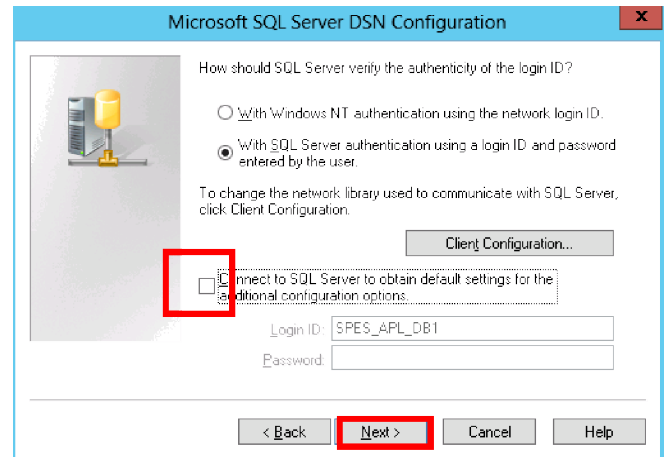 Microsoft SQL Server DSN Configuration
x
How should SQL Server verify the authenticity of the login ID?
With Windows NT authentication using the network login ID.
With SQL Server authentication using a login ID and password
entered by the user.
To change the network library used to communicate with SQL Server,
click Client Configuration.
Client Configuration...
Connect to SQL Server to obtain default settings for the
additional configuration options.
Login ID: SPES_APL_DB1
Password:
< Back Next > Cancel Help